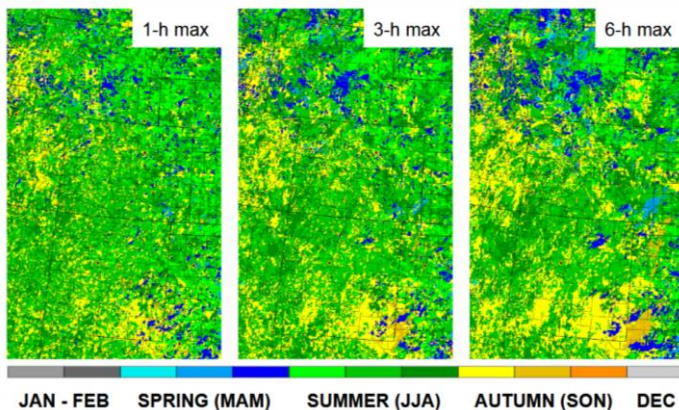 1-h max
3-h max
6-h max
JAN - FEB SPRING (MAM) SUMMER (JJA) AUTUMN (SON) DEC